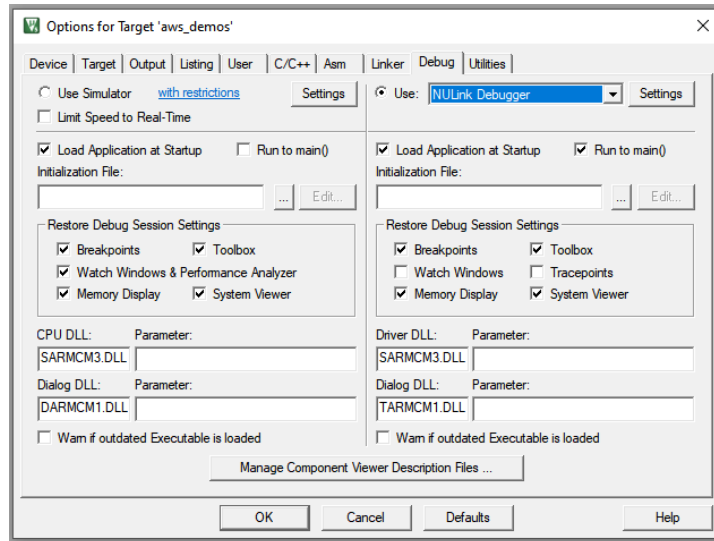 Options for Target 'aws_demos'
Device Target Output Listing User C/C++ Asm Linker Debug Utilities
Use Simulator with restrictions Settings Use: NULink Debugger Settings
Limit Speed to Real-Time
Load Application at Startup Run to main() Load Application at Startup Run to main()
Initialization File: Initialization File:
... Edit... ... Edit...
Restore Debug Session Settings Restore Debug Session Settings
Breakpoints Toolbox Breakpoints Toolbox
Watch Windows & Performance Analyzer Watch Windows Tracepoints
Memory Display System Viewer Memory Display System Viewer
CPU DLL: Parameter: Driver DLL: Parameter:
SARMCM3.DLL SARMCM3.DLL
Dialog DLL: Parameter: Dialog DLL: Parameter:
DARMCM1.DLL TARMCM1.DLL
Warn if outdated Executable is loaded Warn if outdated Executable is loaded
Manage Component Viewer Description Files ...
OK Cancel Defaults Help